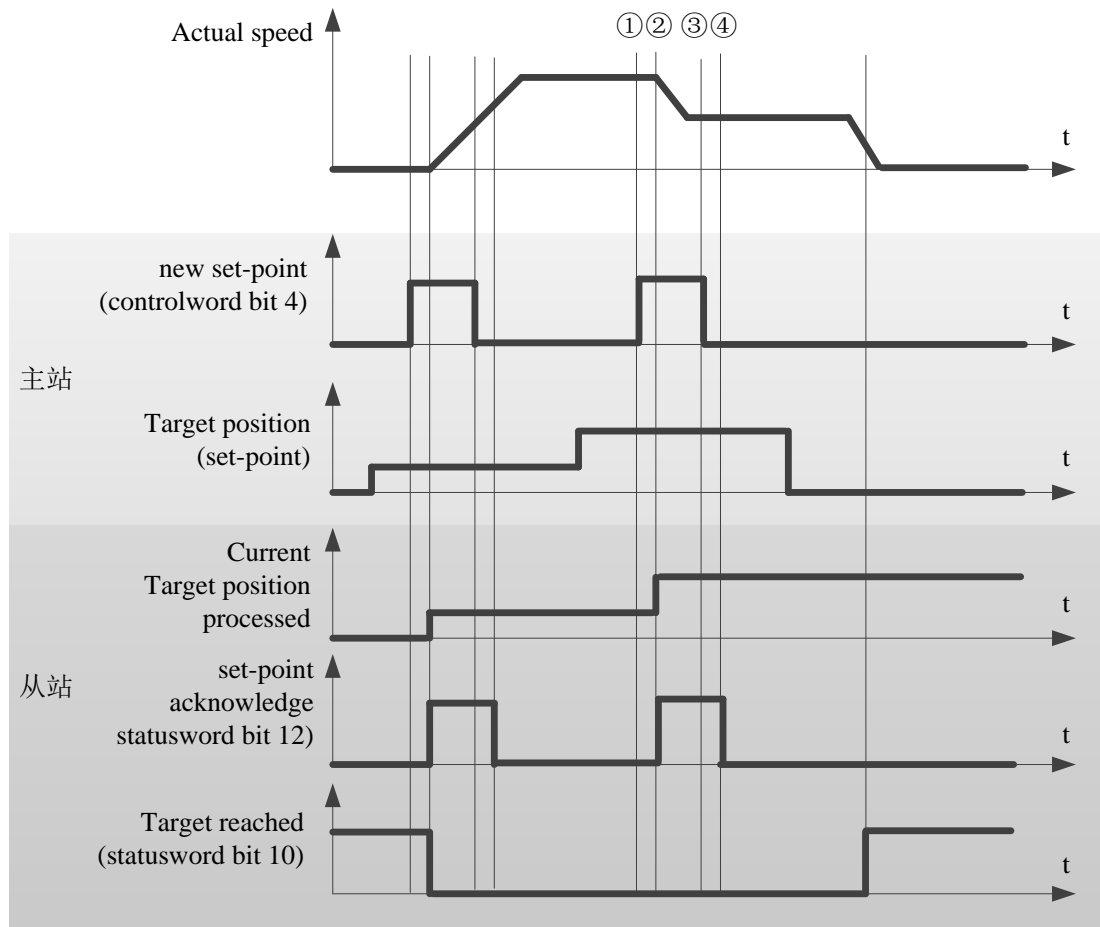 Actual speed
①② ③④
t
new set-point
(controlword bit 4)
t
主站
Target position
(set-point)
t
Current
Target position
processed
t
从站
set-point
acknowledge
statusword bit 12)
t
Target reached
(statusword bit 10)
t